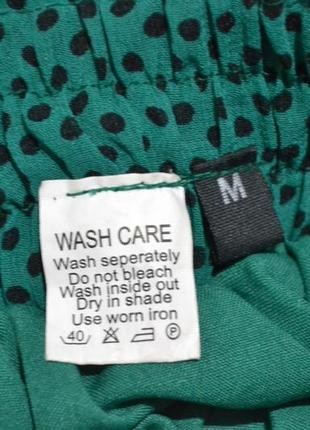 M
WASH CARE
Wash seperately
Do not bleach
Wash inside out
Dry in shade
Use worn iron
40 P